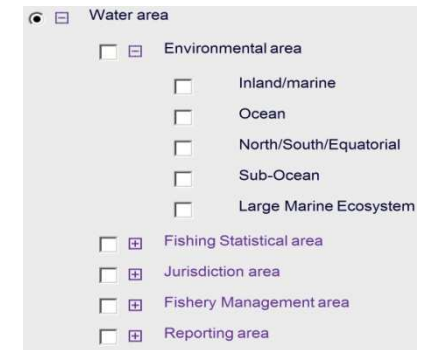 Water area
Environmental area
Inland/marine
Ocean
North/South/Equatorial
Sub-Ocean
Large Marine Ecosystem
Fishing Statistical area
Jurisdiction area
Fishery Management area
Reporting area